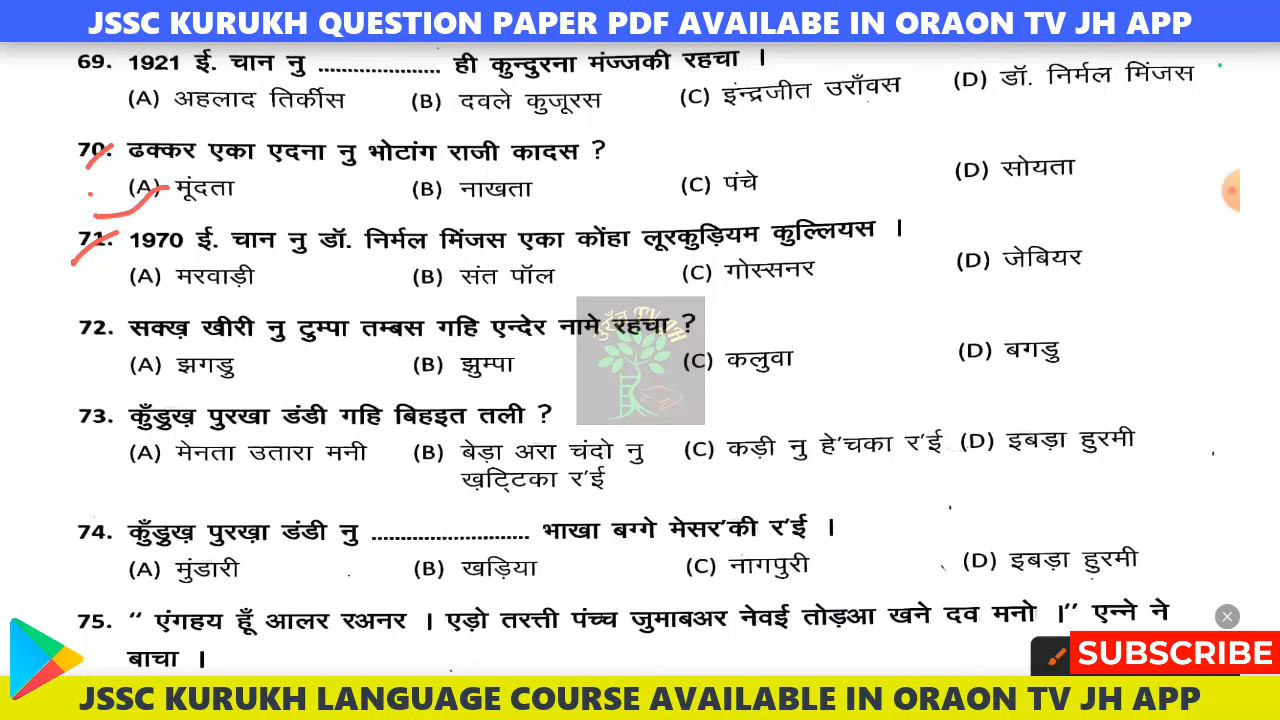 JSSC KURUKH QUESTION PAPER PDF AVAILABE IN ORAON TV JH APP
69. 1921 ई. चान नु ..................... ही कुन्दुरना मंज्जकी रहचा ।
(A) अहलाद तिर्कीस (B) दवले कुजूरस (C) इंन्द्रजीत उराँवस (D) डॉ. निर्मल मिंजस
70. ढक्कर एका एदना नु भोटांग राजी कादस ?
(A) मूंदता (B) नाखता (C) पंचे (D) सोयता
71. 1970 ई. चान नु डॉ. निर्मल मिंजस एका कोंहा लूरकुड़ियम कुल्लियस ।
(A) मरवाड़ी (B) संत पॉल (C) गोस्सनर (D) जेबियर
72. सक्ख़ खीरी नु टुम्पा तम्बस गहि एन्देर नामे रहचा ?
(A) झगडु (B) झुम्पा (C) कलुवा (D) बगडु
73. कुँड़ुख़ पुरखा डंडी गहि बिहइत तली ?
(A) मेनता उतारा मनी (B) बेड़ा अरा चंदो नु (C) कड़ी नु हे'चका र'ई (D) इबड़ा हुरमी
ख़ट्टिका र'ई
74. कुँड़ुख़ पुरख़ा डंडी नु ........................... भाखा बग्गे मेसर'की र'ई ।
(A) मुंडारी (B) खड़िया (C) नागपुरी (D) इबड़ा हुरमी
75. “ एंगहय हूँ आलर रअनर । एड़ो तरत्ती पंच्च जुमाबअर नेवई तोड़आ खने दव मनो ।” एन्ने ने
बाचा ।
SUBSCRIBE
JSSC KURUKH LANGUAGE COURSE AVAILABLE IN ORAON TV JH APP